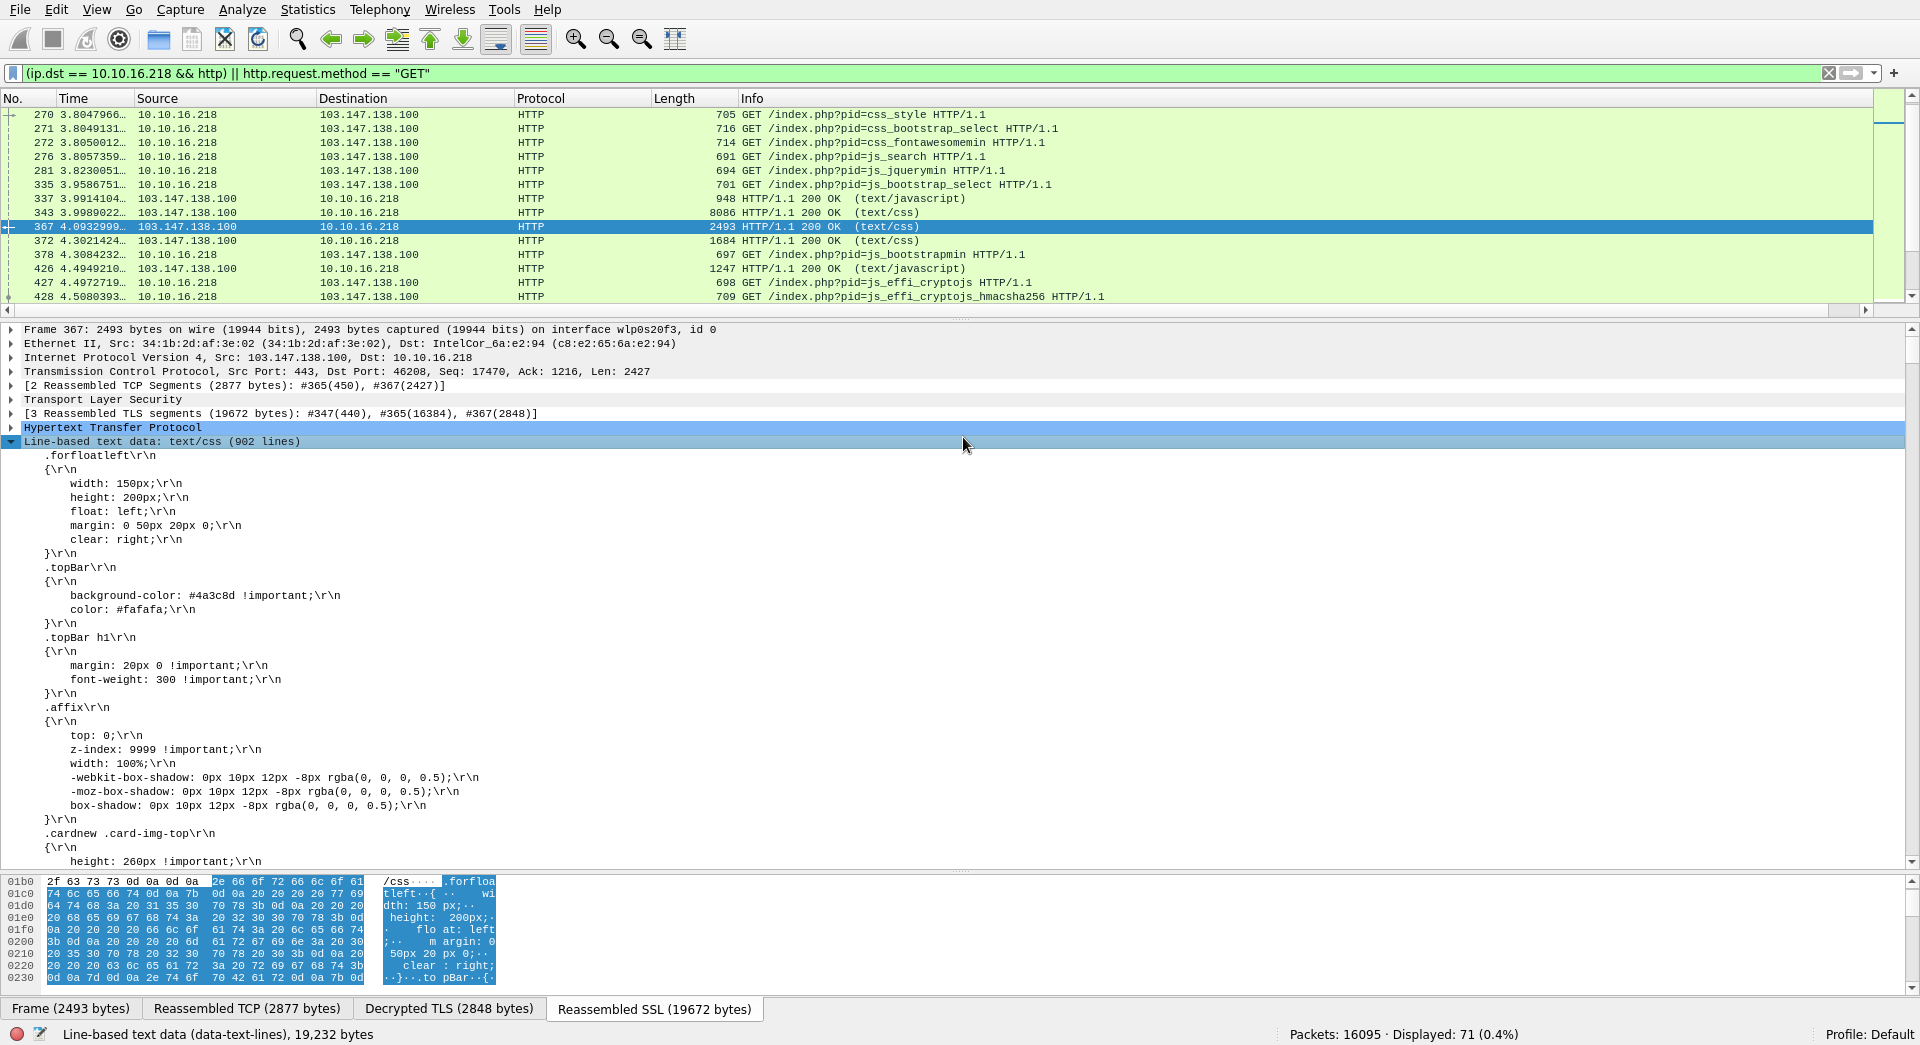 File Edit View Go Capture Analyze Statistics Telephony Wireless Tools Help
(ip.dst == 10.10.16.218 && http) || http.request.method == "GET"
No. Time Source Destination Protocol Length Info
270 3.8047966… 10.10.16.218 103.147.138.100 HTTP 705 GET /index.php?pid=css_style HTTP/1.1
271 3.8049131… 10.10.16.218 103.147.138.100 HTTP 716 GET /index.php?pid=css_bootstrap_select HTTP/1.1
272 3.8050012… 10.10.16.218 103.147.138.100 HTTP 714 GET /index.php?pid=css_fontawesomemin HTTP/1.1
276 3.8057359… 10.10.16.218 103.147.138.100 HTTP 691 GET /index.php?pid=js_search HTTP/1.1
281 3.8230051… 10.10.16.218 103.147.138.100 HTTP 694 GET /index.php?pid=js_jquerymin HTTP/1.1
335 3.9586751… 10.10.16.218 103.147.138.100 HTTP 701 GET /index.php?pid=js_bootstrap_select HTTP/1.1
337 3.9914104… 103.147.138.100 10.10.16.218 HTTP 948 HTTP/1.1 200 OK (text/javascript)
343 3.9989022… 103.147.138.100 10.10.16.218 HTTP 8086 HTTP/1.1 200 OK (text/css)
367 4.0932999… 103.147.138.100 10.10.16.218 HTTP 2493 HTTP/1.1 200 OK (text/css)
372 4.3021424… 103.147.138.100 10.10.16.218 HTTP 1684 HTTP/1.1 200 OK (text/css)
378 4.3084232… 10.10.16.218 103.147.138.100 HTTP 697 GET /index.php?pid=js_bootstrapmin HTTP/1.1
426 4.4949210… 103.147.138.100 10.10.16.218 HTTP 1247 HTTP/1.1 200 OK (text/javascript)
427 4.4972719… 10.10.16.218 103.147.138.100 HTTP 698 GET /index.php?pid=js_effi_cryptojs HTTP/1.1
428 4.5080393… 10.10.16.218 103.147.138.100 HTTP 709 GET /index.php?pid=js_effi_cryptojs_hmacsha256 HTTP/1.1
Frame 367: 2493 bytes on wire (19944 bits), 2493 bytes captured (19944 bits) on interface wlp0s20f3, id 0
Ethernet II, Src: 34:1b:2d:af:3e:02 (34:1b:2d:af:3e:02), Dst: IntelCor_6a:e2:94 (c8:e2:65:6a:e2:94)
Internet Protocol Version 4, Src: 103.147.138.100, Dst: 10.10.16.218
Transmission Control Protocol, Src Port: 443, Dst Port: 46208, Seq: 17470, Ack: 1216, Len: 2427
[2 Reassembled TCP Segments (2877 bytes): #365(450), #367(2427)]
Transport Layer Security
[3 Reassembled TLS segments (19672 bytes): #347(440), #365(16384), #367(2848)]
Hypertext Transfer Protocol
Line-based text data: text/css (902 lines)
.forfloatleft\r\n
{\r\n
width: 150px;\r\n
height: 200px;\r\n
float: left;\r\n
margin: 0 50px 20px 0;\r\n
clear: right;\r\n
}\r\n
.topBar\r\n
{\r\n
background-color: #4a3c8d !important;\r\n
color: #fafafa;\r\n
}\r\n
.topBar h1\r\n
{\r\n
margin: 20px 0 !important;\r\n
font-weight: 300 !important;\r\n
}\r\n
.affix\r\n
{\r\n
top: 0;\r\n
z-index: 9999 !important;\r\n
width: 100%;\r\n
-webkit-box-shadow: 0px 10px 12px -8px rgba(0, 0, 0, 0.5);\r\n
-moz-box-shadow: 0px 10px 12px -8px rgba(0, 0, 0, 0.5);\r\n
box-shadow: 0px 10px 12px -8px rgba(0, 0, 0, 0.5);\r\n
}\r\n
.cardnew .card-img-top\r\n
{\r\n
height: 260px !important;\r\n
01b0 2f 63 73 73 0d 0a 0d 0a 2e 66 6f 72 66 6c 6f 61 /css···· .forfloa
01c0 74 6c 65 66 74 0d 0a 7b 0d 0a 20 20 20 20 77 69 tleft··{ ·· wi
01d0 64 74 68 3a 20 31 35 30 70 78 3b 0d 0a 20 20 20 dth: 150 px;··
01e0 20 68 65 69 67 68 74 3a 20 32 30 30 70 78 3b 0d height: 200px;·
01f0 0a 20 20 20 20 66 6c 6f 61 74 3a 20 6c 65 66 74 · flo at: left
0200 3b 0d 0a 20 20 20 20 6d 61 72 67 69 6e 3a 20 30 ;·· m argin: 0
0210 20 35 30 70 78 20 32 30 70 78 20 30 3b 0d 0a 20 50px 20 px 0;··
0220 20 20 20 63 6c 65 61 72 3a 20 72 69 67 68 74 3b clear : right;
0230 0d 0a 7d 0d 0a 2e 74 6f 70 42 61 72 0d 0a 7b 0d ··}··.to pBar··{·
Frame (2493 bytes) Reassembled TCP (2877 bytes) Decrypted TLS (2848 bytes) Reassembled SSL (19672 bytes)
Line-based text data (data-text-lines), 19,232 bytes Packets: 16095 · Displayed: 71 (0.4%) Profile: Default